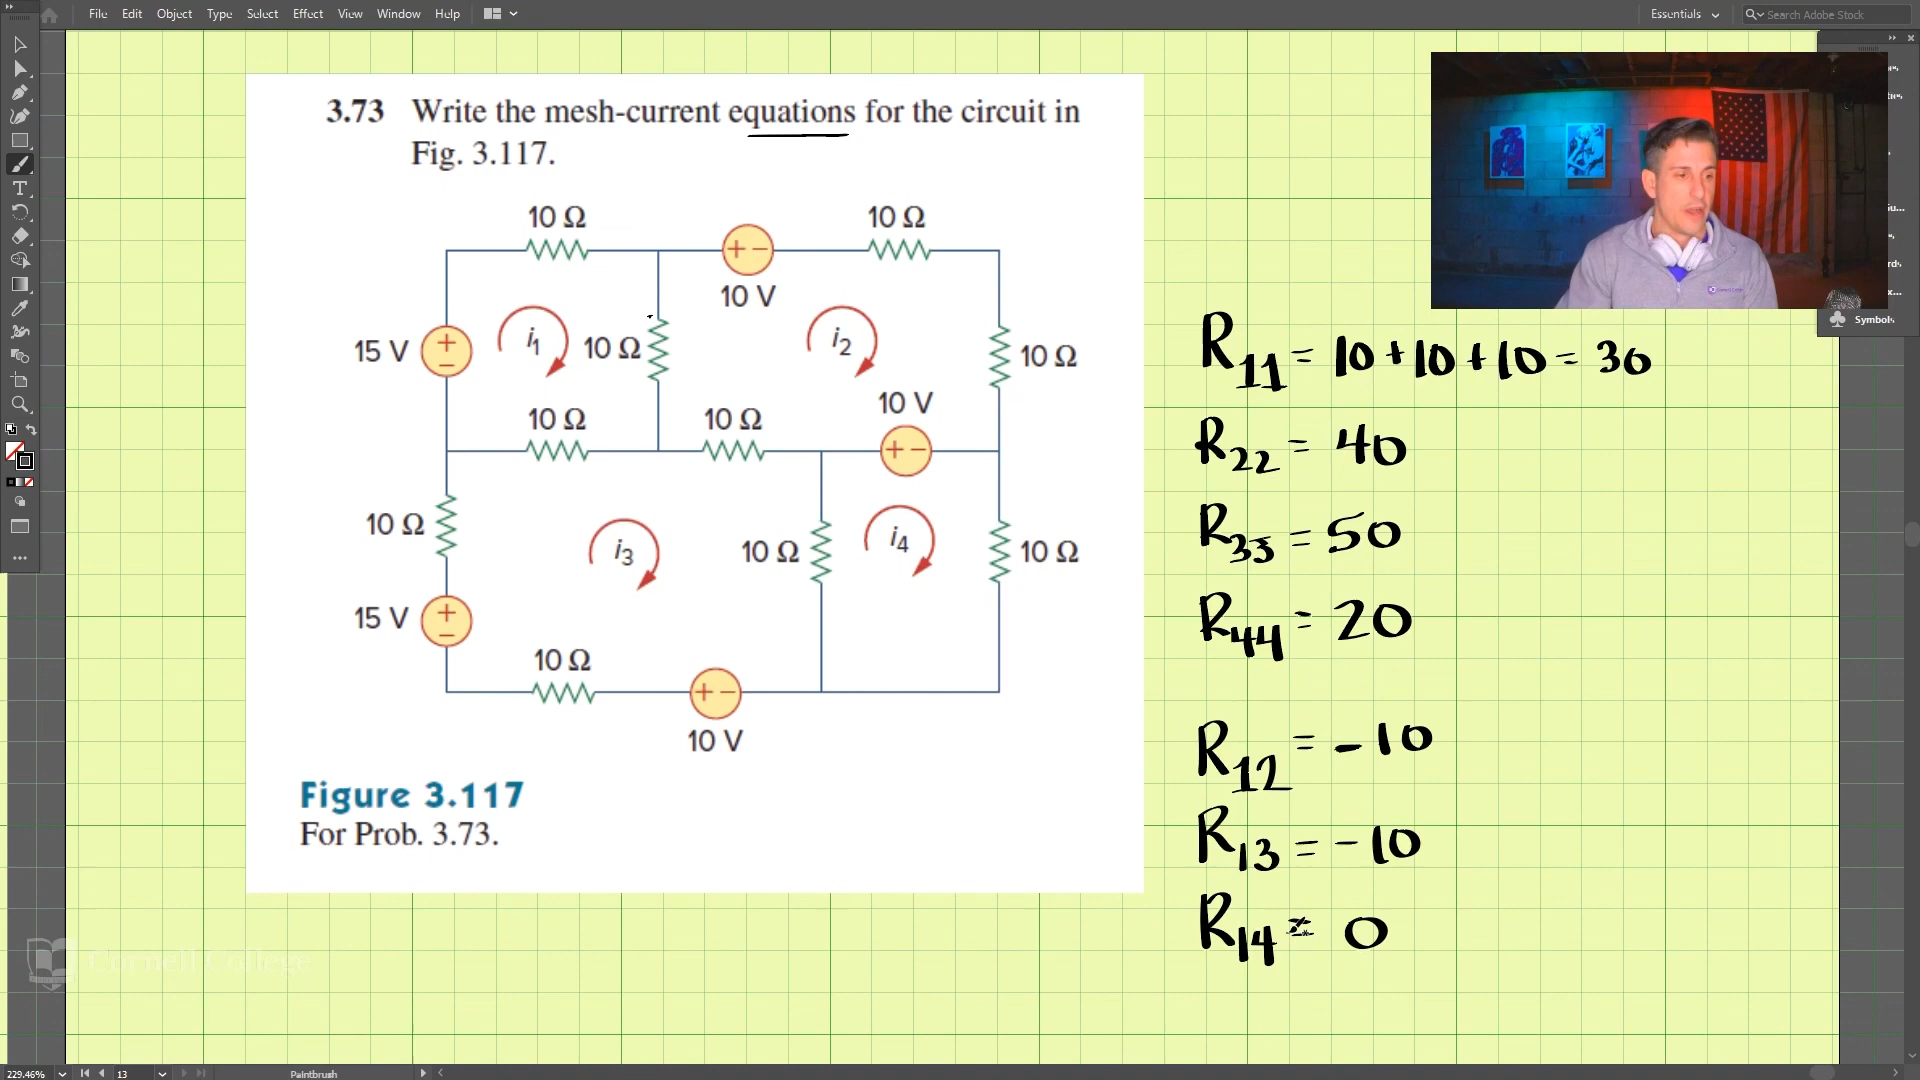 File Edit Object Type Select Effect View Window Help
Essentials
Search Adobe Stock
3.73 Write the mesh-current equations for the circuit in
Fig. 3.117.
10 Ω
10 Ω
10 V
15 V
i1
10 Ω
i2
10 Ω
10 V
10 Ω
10 Ω
10 Ω
i3
10 Ω
i4
10 Ω
15 V
10 Ω
10 V
Figure 3.117
For Prob. 3.73.
R11 = 10 + 10 + 10 = 30
R22 = 40
R33 = 50
R44 = 20
R12 = -10
R13 = -10
R14 = 0
Symbols
Cornell College
229.46%
13
Paintbrush